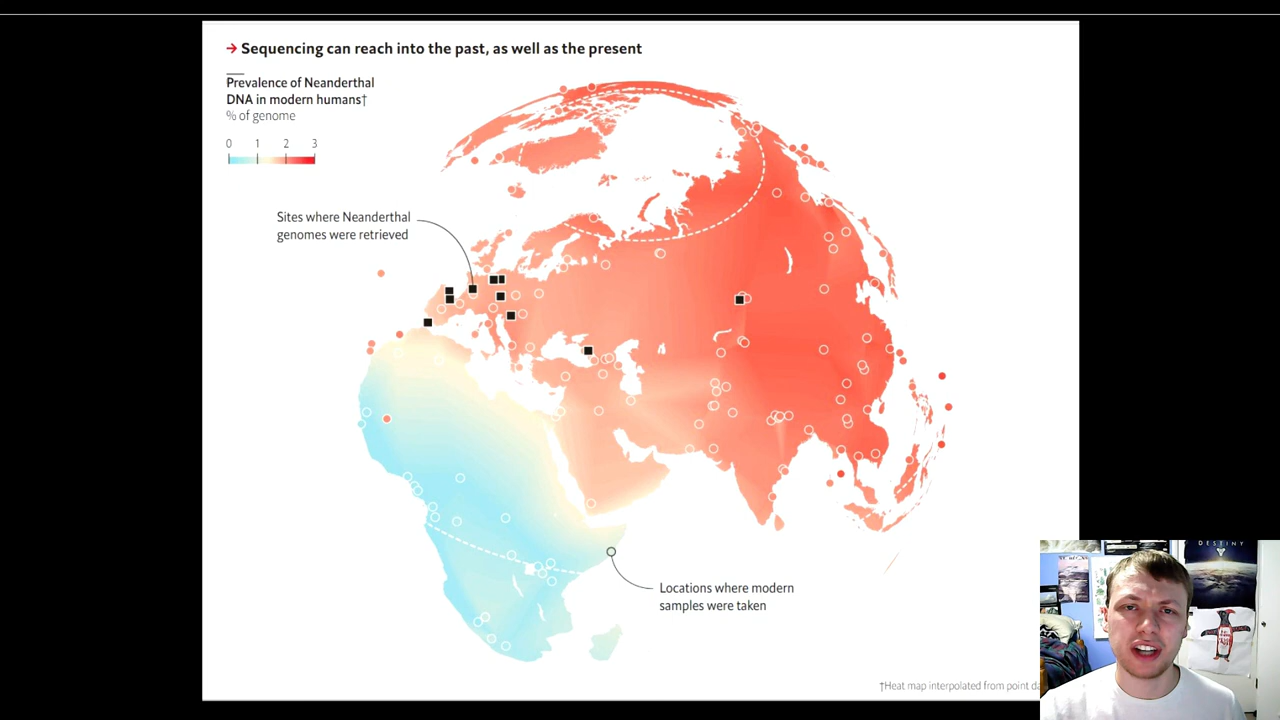 → Sequencing can reach into the past, as well as the present
Prevalence of Neanderthal
DNA in modern humans†
% of genome
0 1 2 3
Sites where Neanderthal
genomes were retrieved
Locations where modern
samples were taken
†Heat map interpolated from point
DESTINY